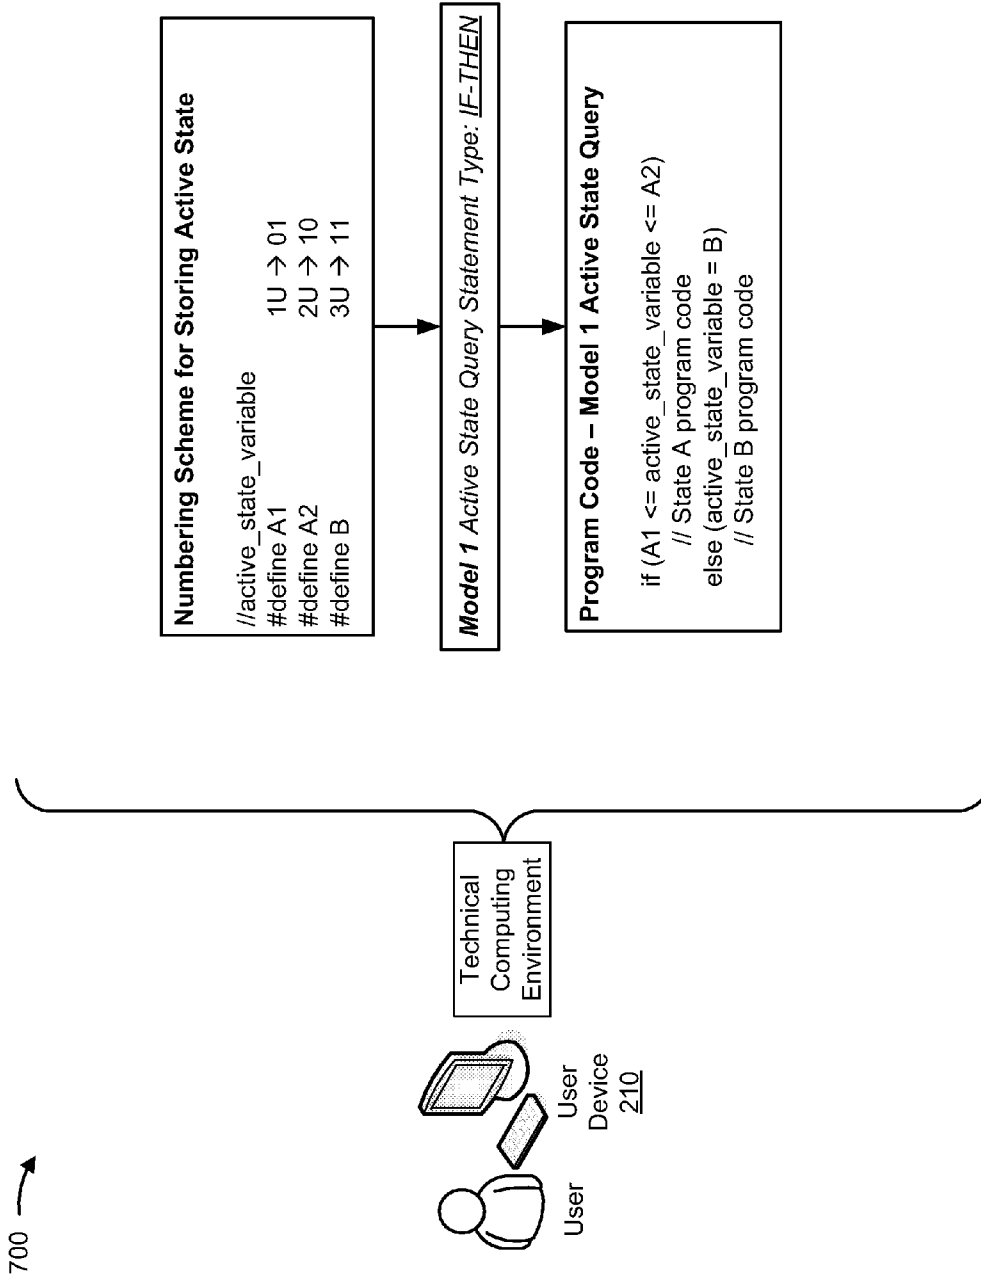 700
User
User
Device
210
Technical
Computing
Environment
Numbering Scheme for Storing Active State
//active_state_variable
#define A1 1U → 01
#define A2 2U → 10
#define B 3U → 11
Model 1 Active State Query Statement Type: IF-THEN
Program Code – Model 1 Active State Query
if (A1 <= active_state_variable <= A2)
// State A program code
else (active_state_variable = B)
// State B program code